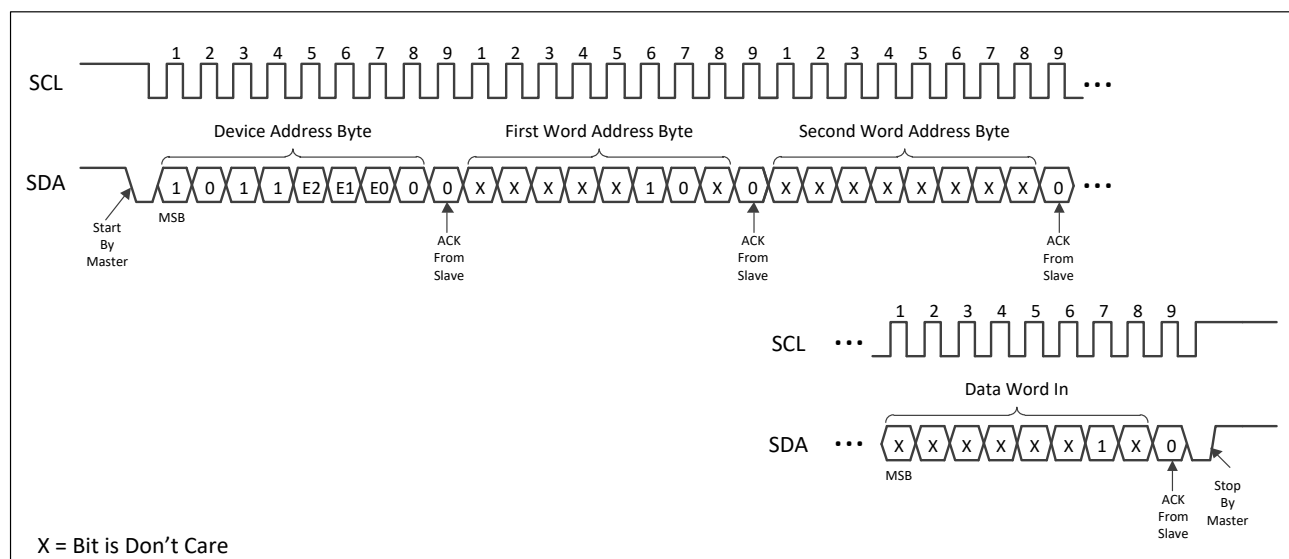 1 2 3 4 5 6 7 8 9 1 2 3 4 5 6 7 8 9 1 2 3 4 5 6 7 8 9
SCL
Device Address Byte First Word Address Byte Second Word Address Byte
SDA 1 0 1 1 E2 E1 E0 0 0 X X X X X 1 0 X 0 X X X X X X X X 0
MSB
Start
By
Master
ACK
From
Slave
ACK
From
Slave
ACK
From
Slave
1 2 3 4 5 6 7 8 9
SCL
Data Word In
SDA X X X X X X 1 X 0
MSB
ACK
From
Slave
Stop
By
Master
X = Bit is Don't Care